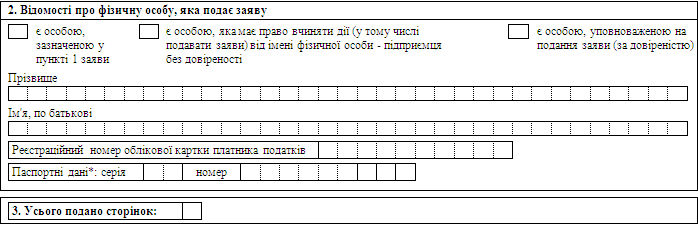 2. Відомості про фізичну особу, яка подає заяву
є особою,
зазначеною у
пункті 1 заяви
є особою, яка має право вчиняти дії (у тому числі
подавати заяви) від імені фізичної особи - підприємця
без довіреності
є особою, уповноваженою на
подання заяви (за довіреністю)
Прізвище
Ім'я, по батькові
Реєстраційний номер облікової картки платника податків
Паспортні дані*: серія номер
3. Усього подано сторінок: